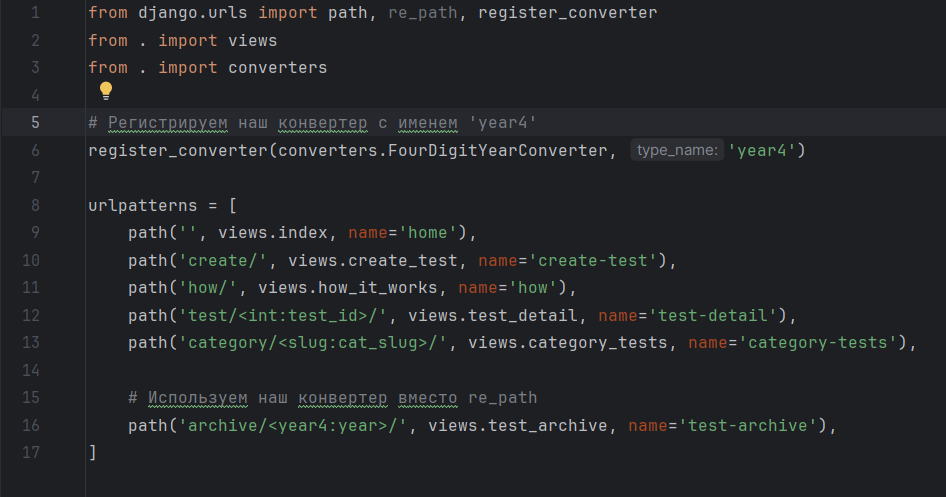 1 from django.urls import path, re_path, register_converter
2 from . import views
3 from . import converters
4
5 # Регистрируем наш конвертер с именем 'year4'
6 register_converter(converters.FourDigitYearConverter, type_name: 'year4')
7
8 urlpatterns = [
9     path('', views.index, name='home'),
10     path('create/', views.create_test, name='create-test'),
11     path('how/', views.how_it_works, name='how'),
12     path('test/<int:test_id>/', views.test_detail, name='test-detail'),
13     path('category/<slug:cat_slug>/', views.category_tests, name='category-tests'),
14
15     # Используем наш конвертер вместо re_path
16     path('archive/<year4:year>/', views.test_archive, name='test-archive'),
17 ]